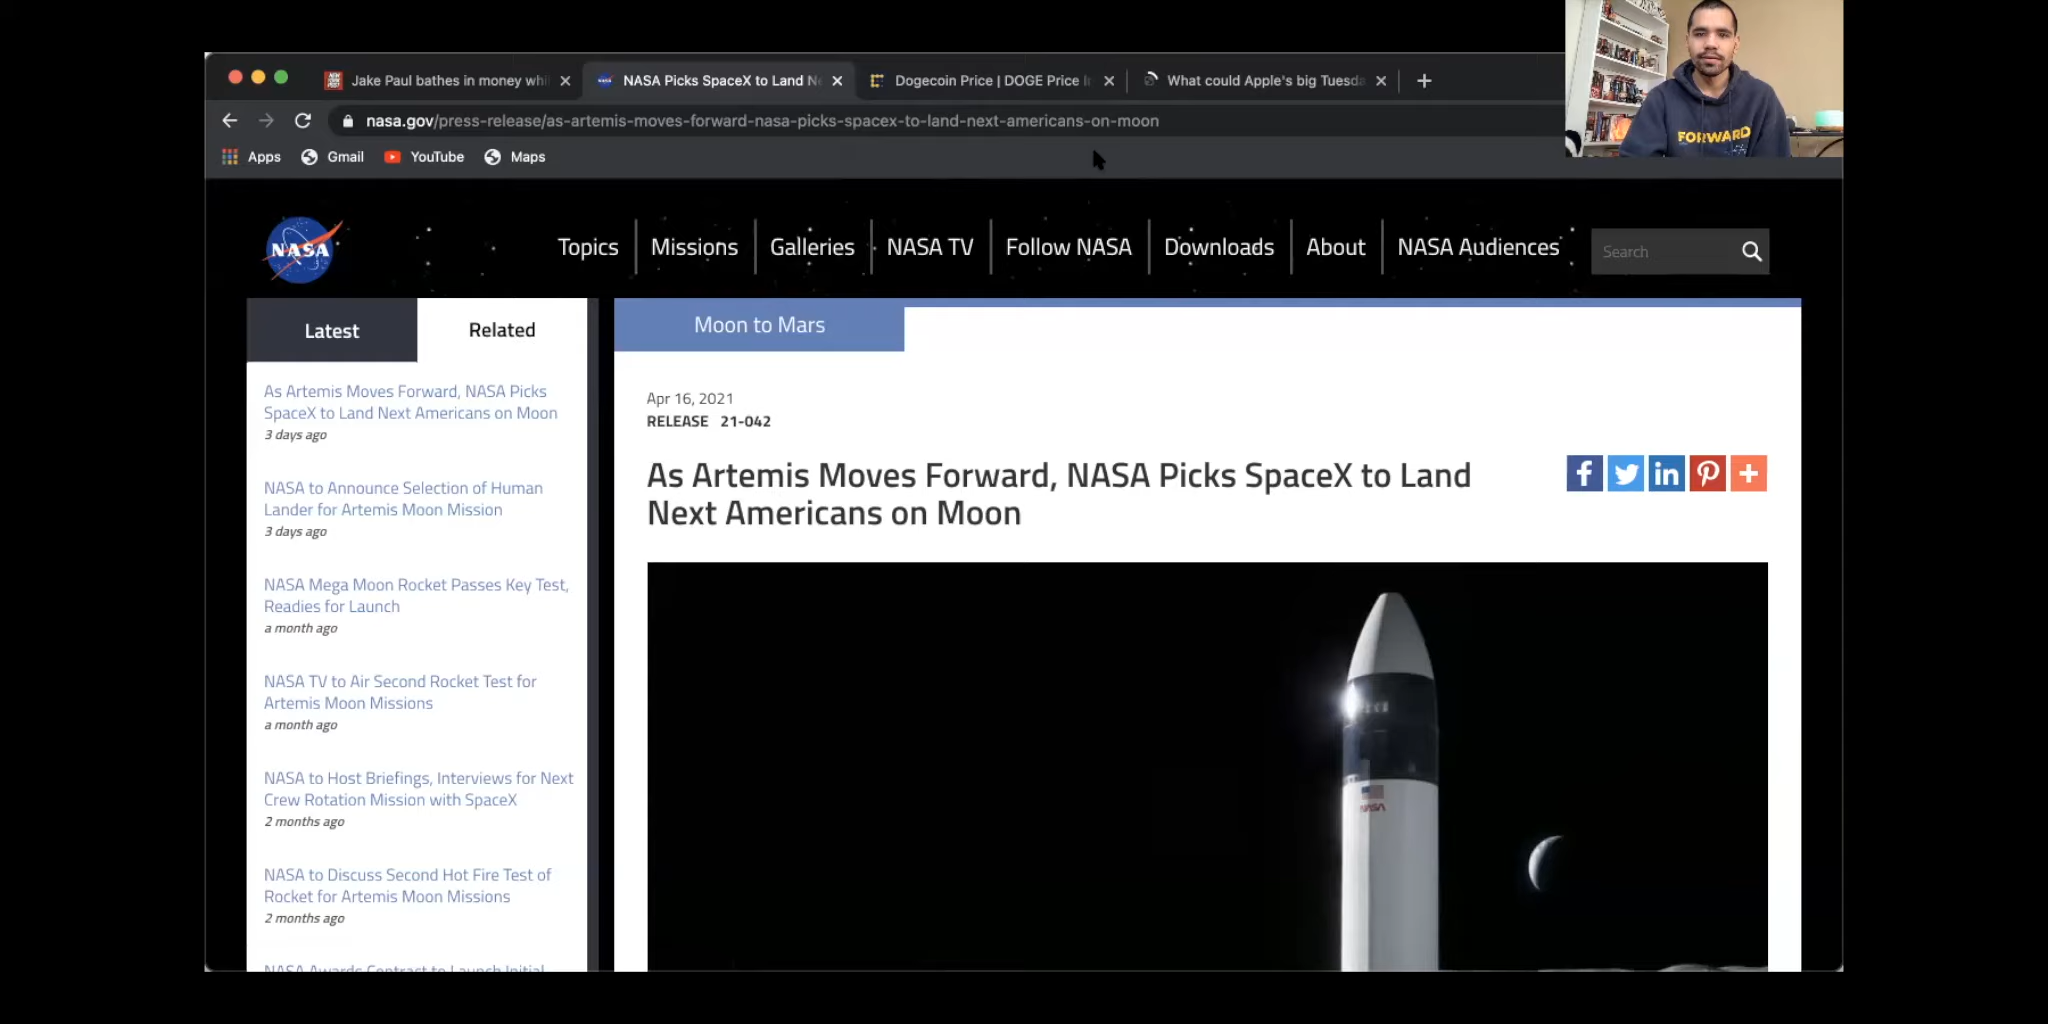 Jake Paul bathes in money whi
NASA Picks SpaceX to Land Ne
Dogecoin Price | DOGE Price I
What could Apple's big Tuesda
nasa.gov/press-release/as-artemis-moves-forward-nasa-picks-spacex-to-land-next-americans-on-moon
Apps
Gmail
YouTube
Maps
FORWARD
NASA
Topics
Missions
Galleries
NASA TV
Follow NASA
Downloads
About
NASA Audiences
Search
Latest
Related
As Artemis Moves Forward, NASA Picks
SpaceX to Land Next Americans on Moon
3 days ago
NASA to Announce Selection of Human
Lander for Artemis Moon Mission
3 days ago
NASA Mega Moon Rocket Passes Key Test,
Readies for Launch
a month ago
NASA TV to Air Second Rocket Test for
Artemis Moon Missions
a month ago
NASA to Host Briefings, Interviews for Next
Crew Rotation Mission with SpaceX
2 months ago
NASA to Discuss Second Hot Fire Test of
Rocket for Artemis Moon Missions
2 months ago
NASA Awards Contract to Launch Initial
Moon to Mars
Apr 16, 2021
RELEASE 21-042
As Artemis Moves Forward, NASA Picks SpaceX to Land
Next Americans on Moon
NASA